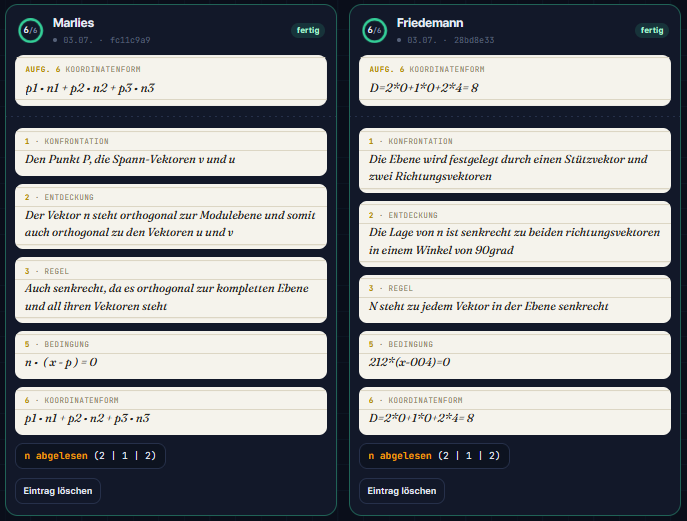 6/6
Marlies
03.07. · fc11c9a9
fertig
AUFG. 6 KOORDINATENFORM
p1 • n1 + p2 • n2 + p3 • n3
1 · KONFRONTATION
Den Punkt P, die Spann-Vektoren v und u
2 · ENTDECKUNG
Der Vektor n steht orthogonal zur Modulebene und somit
auch orthogonal zu den Vektoren u und v
3 · REGEL
Auch senkrecht, da es orthogonal zur kompletten Ebene
und all ihren Vektoren steht
5 · BEDINGUNG
n • ( x - p ) = 0
6 · KOORDINATENFORM
p1 • n1 + p2 • n2 + p3 • n3
n abgelesen (2 | 1 | 2)
Eintrag löschen
6/6
Friedemann
03.07. · 28bd8e33
fertig
AUFG. 6 KOORDINATENFORM
D=2*0+1*0+2*4= 8
1 · KONFRONTATION
Die Ebene wird festgelegt durch einen Stützvektor und
zwei Richtungsvektoren
2 · ENTDECKUNG
Die Lage von n ist senkrecht zu beiden richtungsvektoren
in einem Winkel von 90grad
3 · REGEL
N steht zu jedem Vektor in der Ebene senkrecht
5 · BEDINGUNG
212*(x-004)=0
6 · KOORDINATENFORM
D=2*0+1*0+2*4= 8
n abgelesen (2 | 1 | 2)
Eintrag löschen